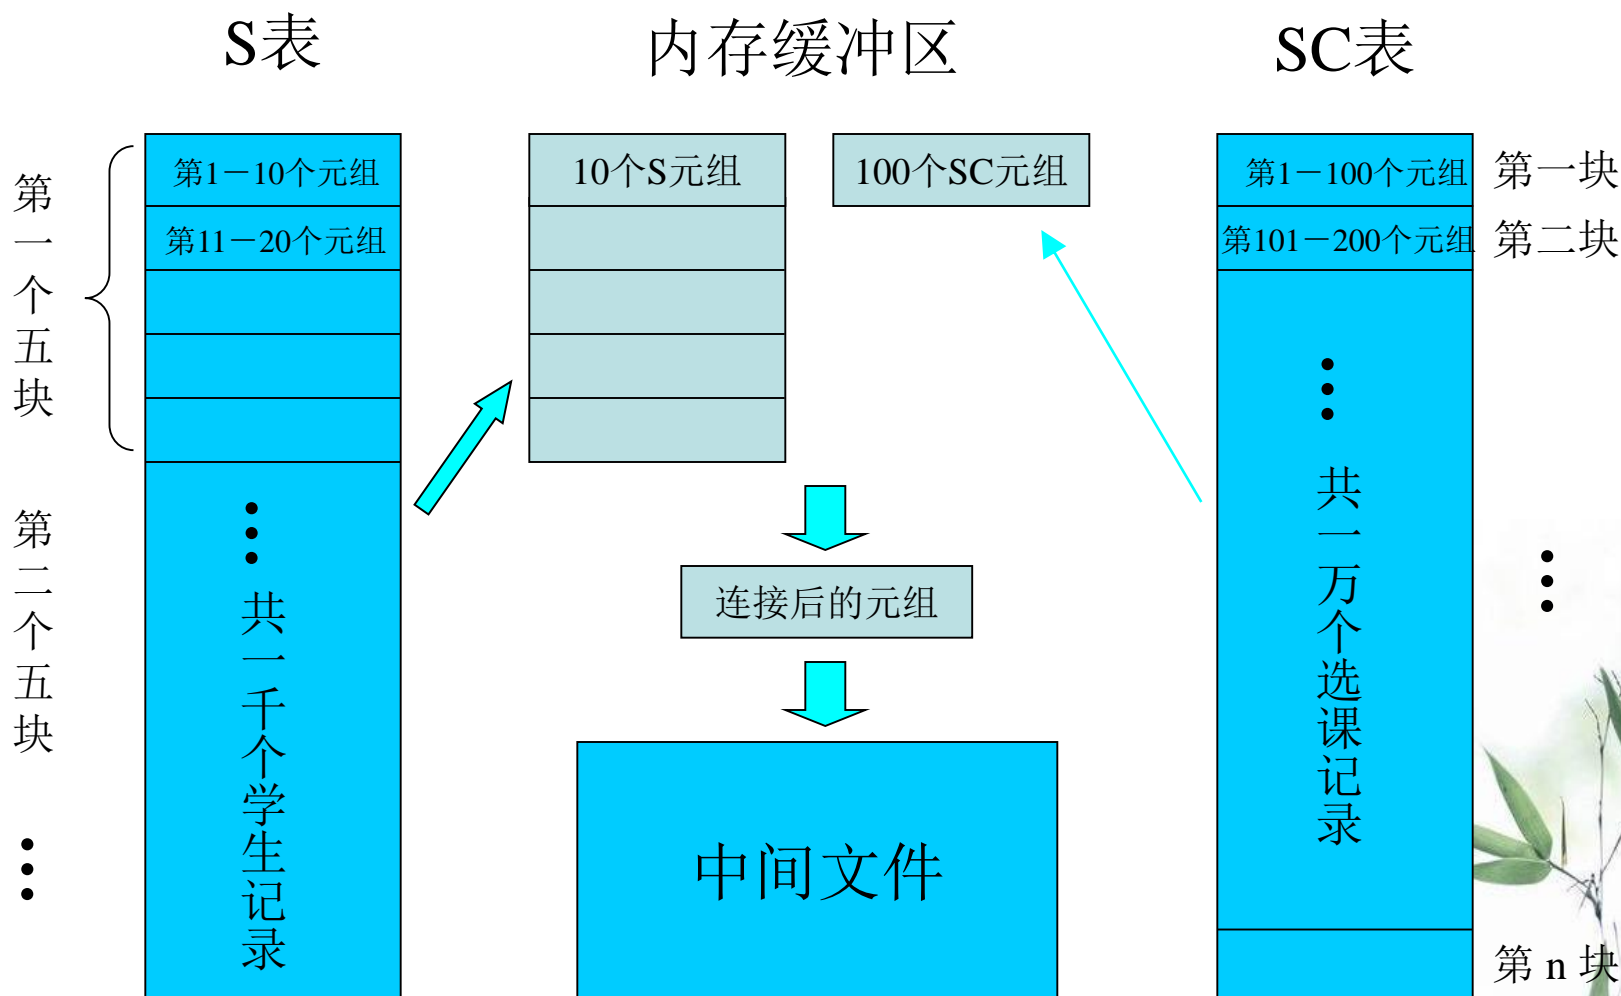 S表
内存缓冲区
SC表
第一个五块
第二个五块
第1－10个元组
第11－20个元组
共一千个学生记录
10个S元组
100个SC元组
连接后的元组
中间文件
第1－100个元组
第101－200个元组
共一万个选课记录
第一块
第二块
第 n 块